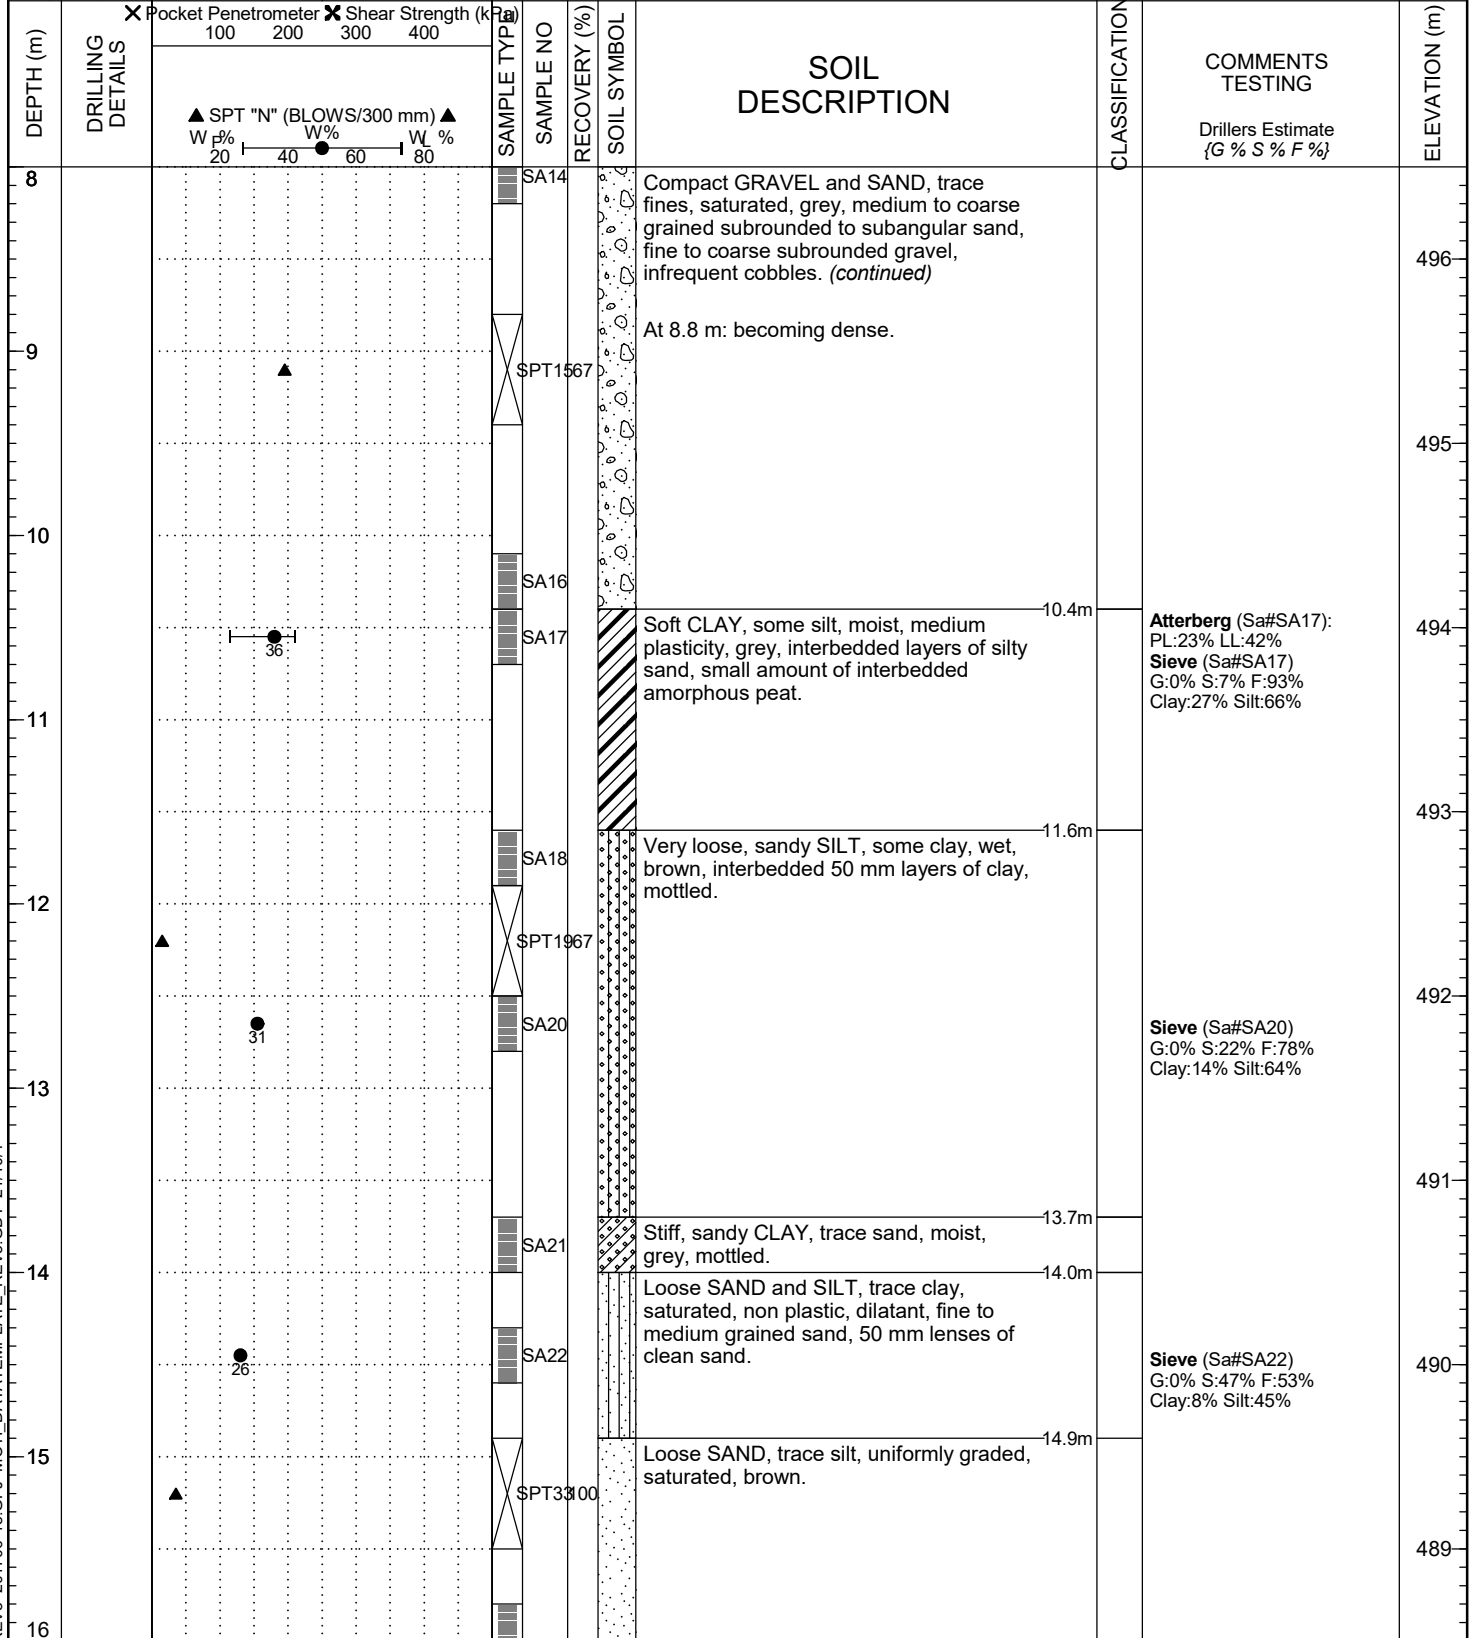 Pocket Penetrometer Shear Strength (kPa)
100 200 300 400
SPT "N" (BLOWS/300 mm)
W P% W% W L %
20 40 60 80
DEPTH (m)
DRILLING DETAILS
SAMPLE TYPE
SAMPLE NO
RECOVERY (%)
SOIL SYMBOL
SOIL
DESCRIPTION
CLASSIFICATION
COMMENTS
TESTING
Drillers Estimate
{G % S % F %}
ELEVATION (m)
8
SA14
Compact GRAVEL and SAND, trace
fines, saturated, grey, medium to coarse
grained subrounded to subangular sand,
fine to coarse subrounded gravel,
infrequent cobbles. (continued)
496
At 8.8 m: becoming dense.
9
SPT15 67
495
10
SA16
10.4m
SA17
36
Soft CLAY, some silt, moist, medium
plasticity, grey, interbedded layers of silty
sand, small amount of interbedded
amorphous peat.
Atterberg (Sa#SA17):
PL:23% LL:42%
Sieve (Sa#SA17)
G:0% S:7% F:93%
Clay:27% Silt:66%
494
11
493
11.6m
SA18
Very loose, sandy SILT, some clay, wet,
brown, interbedded 50 mm layers of clay,
mottled.
12
SPT19 67
492
SA20
31
Sieve (Sa#SA20)
G:0% S:22% F:78%
Clay:14% Silt:64%
13
491
13.7m
SA21
Stiff, sandy CLAY, trace sand, moist,
grey, mottled.
14
14.0m
Loose SAND and SILT, trace clay,
saturated, non plastic, dilatant, fine to
medium grained sand, 50 mm lenses of
clean sand.
SA22
26
Sieve (Sa#SA22)
G:0% S:47% F:53%
Clay:8% Silt:45%
490
14.9m
15
Loose SAND, trace silt, uniformly graded,
saturated, brown.
SPT33 100
489
16